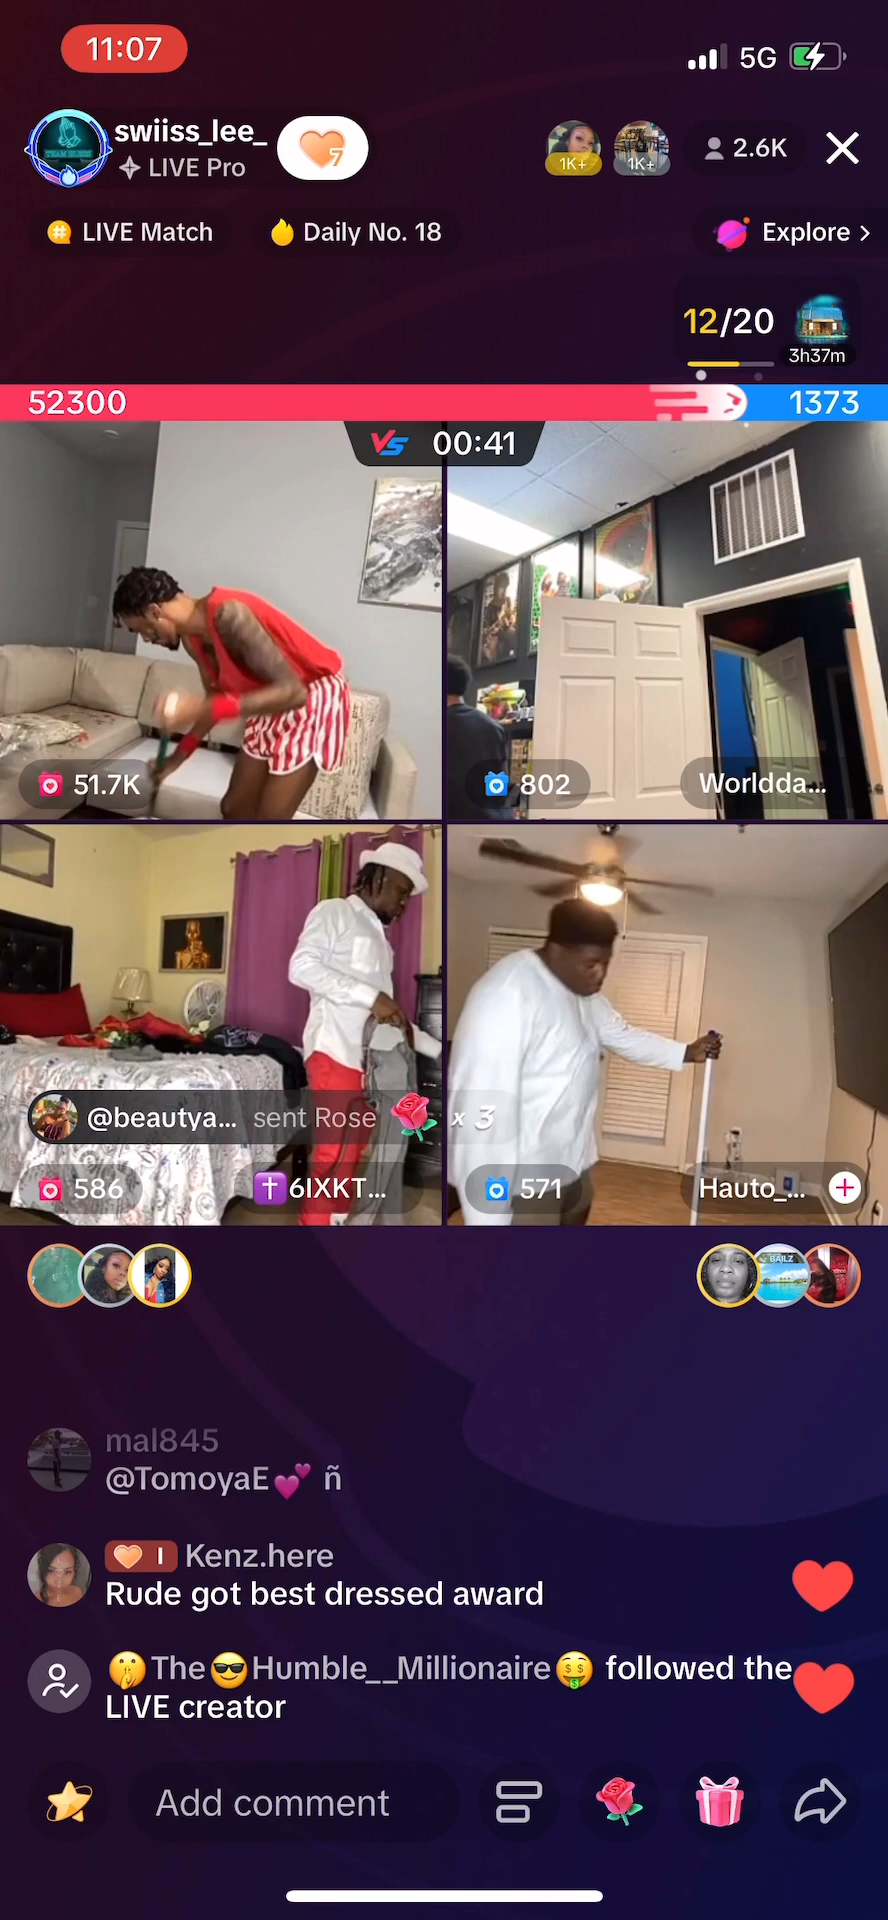 11:07
5G
swiiss_lee_
LIVE Pro
7
1K+
1K+
2.6K
LIVE Match
Daily No. 18
Explore >
12/20
3h37m
52300
1373
VS 00:41
51.7K
802
Worldda...
@beautya... sent Rose x 3
586
6IXKT...
571
Hauto_...
mal845
@TomoyaE💕 ñ
I Kenz.here
Rude got best dressed award
🤫The😎Humble__Millionaire🤑 followed the
LIVE creator
Add comment